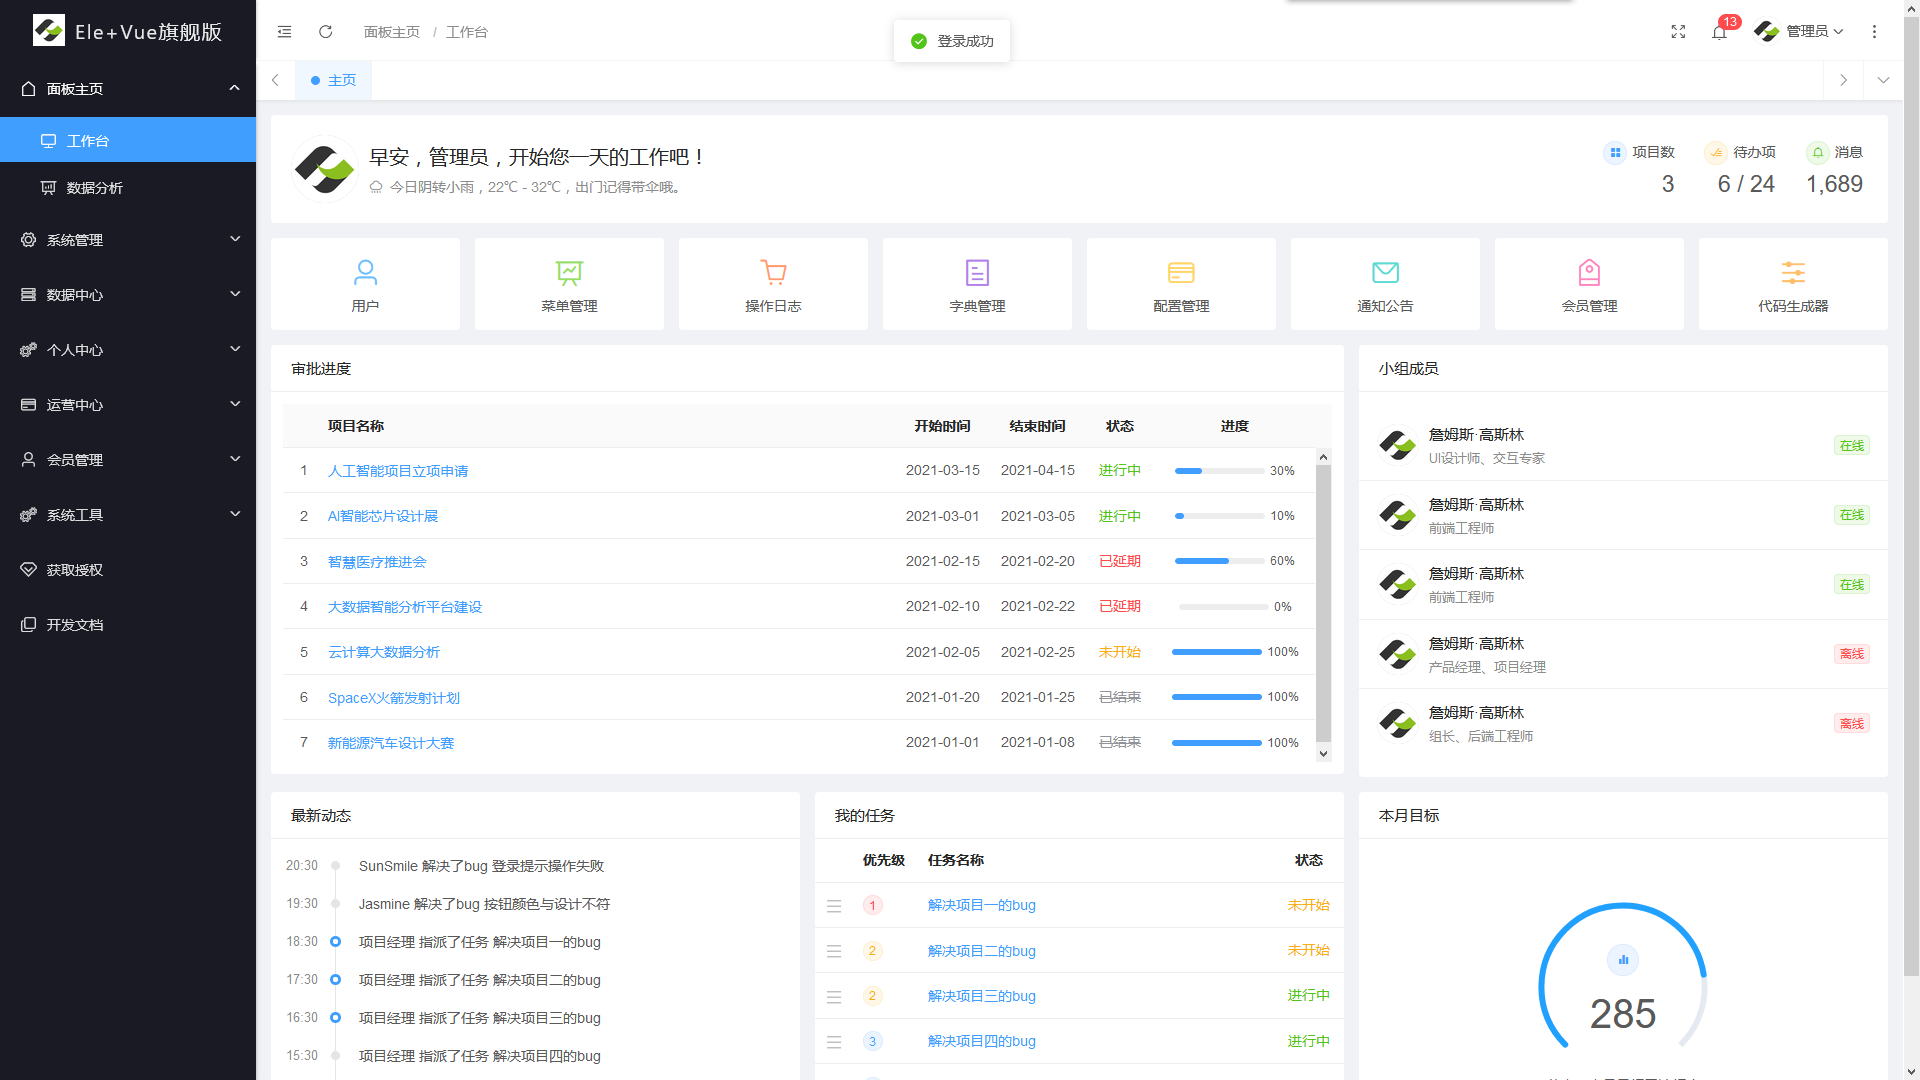 Ele+Vue旗舰版
面板主页
工作台
数据分析
系统管理
数据中心
个人中心
运营中心
会员管理
系统工具
获取授权
开发文档
面板主页 / 工作台
登录成功
13
管理员
主页
早安，管理员，开始您一天的工作吧！
今日阴转小雨，22℃ - 32℃，出门记得带伞哦。
项目数
3
待办项
6 / 24
消息
1,689
用户
菜单管理
操作日志
字典管理
配置管理
通知公告
会员管理
代码生成器
审批进度
项目名称 开始时间 结束时间 状态 进度
1 人工智能项目立项申请 2021-03-15 2021-04-15 进行中 30%
2 AI智能芯片设计展 2021-03-01 2021-03-05 进行中 10%
3 智慧医疗推进会 2021-02-15 2021-02-20 已延期 60%
4 大数据智能分析平台建设 2021-02-10 2021-02-22 已延期 0%
5 云计算大数据分析 2021-02-05 2021-02-25 未开始 100%
6 SpaceX火箭发射计划 2021-01-20 2021-01-25 已结束 100%
7 新能源汽车设计大赛 2021-01-01 2021-01-08 已结束 100%
小组成员
詹姆斯·高斯林
UI设计师、交互专家
在线
詹姆斯·高斯林
前端工程师
在线
詹姆斯·高斯林
前端工程师
在线
詹姆斯·高斯林
产品经理、项目经理
离线
詹姆斯·高斯林
组长、后端工程师
离线
最新动态
20:30 SunSmile 解决了bug 登录提示操作失败
19:30 Jasmine 解决了bug 按钮颜色与设计不符
18:30 项目经理 指派了任务 解决项目一的bug
17:30 项目经理 指派了任务 解决项目二的bug
16:30 项目经理 指派了任务 解决项目三的bug
15:30 项目经理 指派了任务 解决项目四的bug
我的任务
优先级 任务名称 状态
1 解决项目一的bug 未开始
2 解决项目二的bug 未开始
2 解决项目三的bug 进行中
3 解决项目四的bug 进行中
本月目标
285